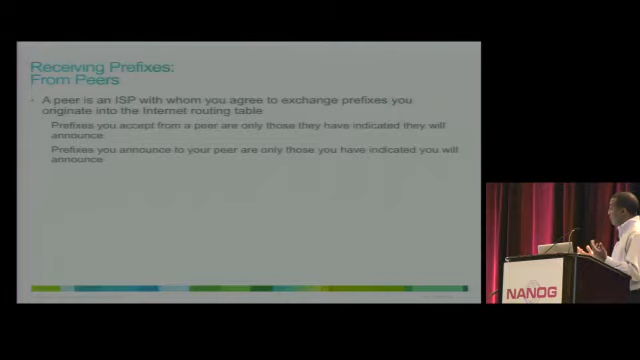 Receiving Prefixes:
From Peers
• A peer is an ISP with whom you agree to exchange prefixes you
originate into the Internet routing table
Prefixes you accept from a peer are only those they have indicated they will
announce
Prefixes you announce to your peer are only those you have indicated you will
announce
NANOG